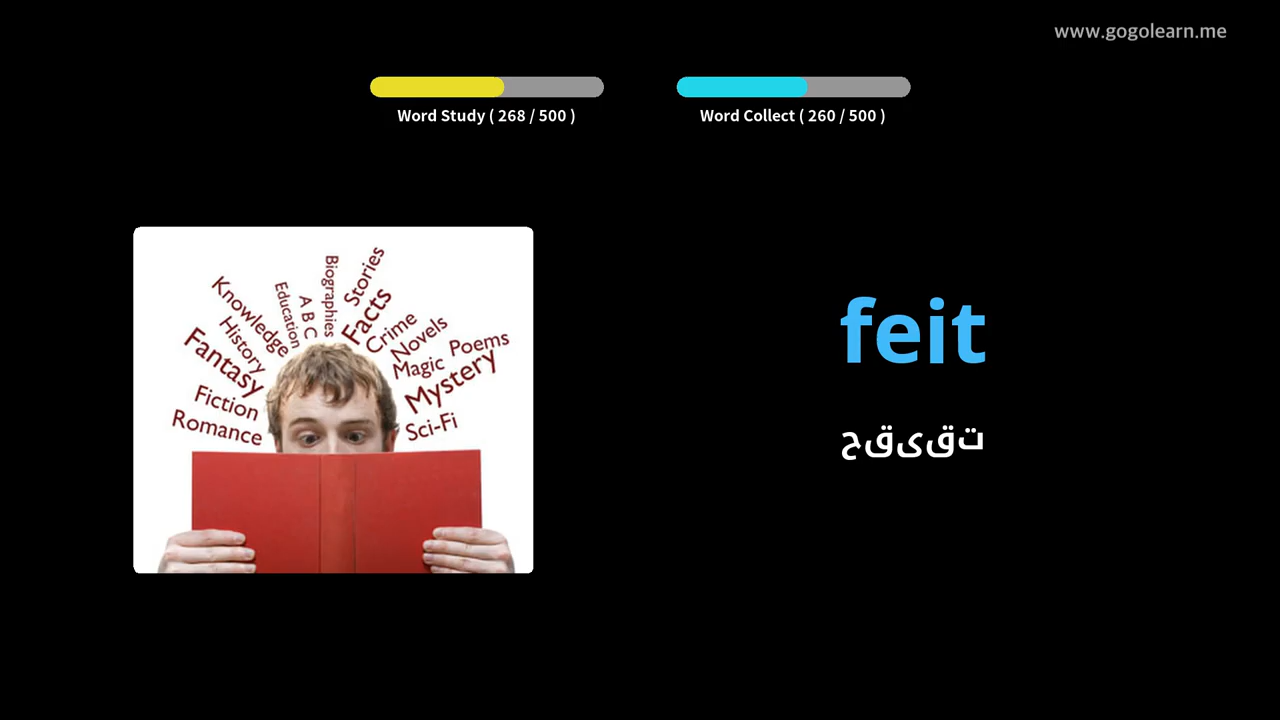 www.gogolearn.me
Word Study ( 268 / 500 )
Word Collect ( 260 / 500 )
Knowledge
History
Fantasy
Fiction
Romance
Education
A B C
Biographies
Stories
Facts
Crime
Novels
Magic
Poems
Mystery
Sci-Fi
feit
تقیقح